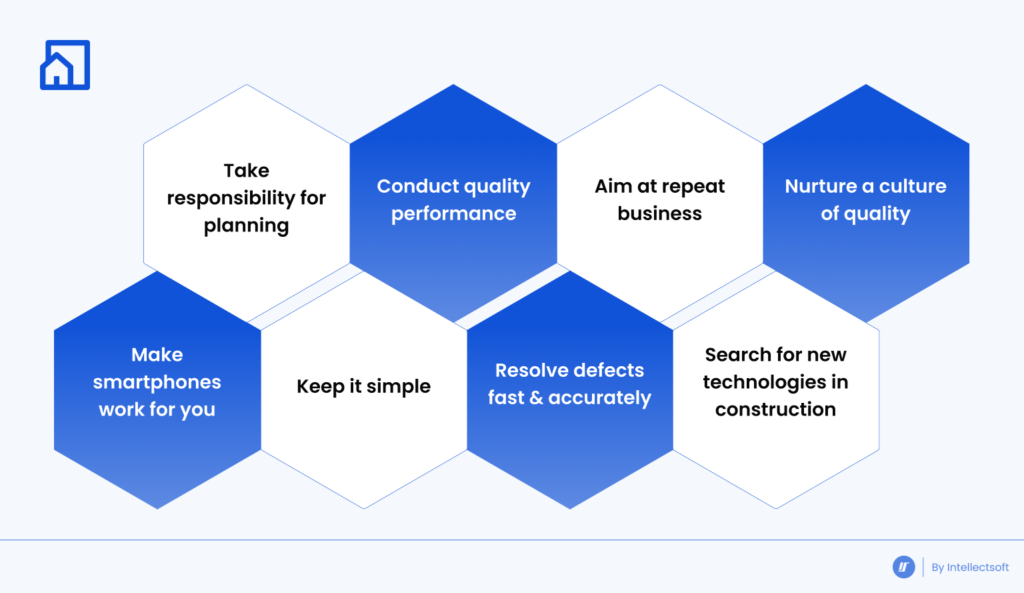 Take
responsibility for
planning
Conduct quality
performance
Aim at repeat
business
Nurture a culture
of quality
Make
smartphones
work for you
Keep it simple
Resolve defects
fast & accurately
Search for new
technologies in
construction
By Intellectsoft